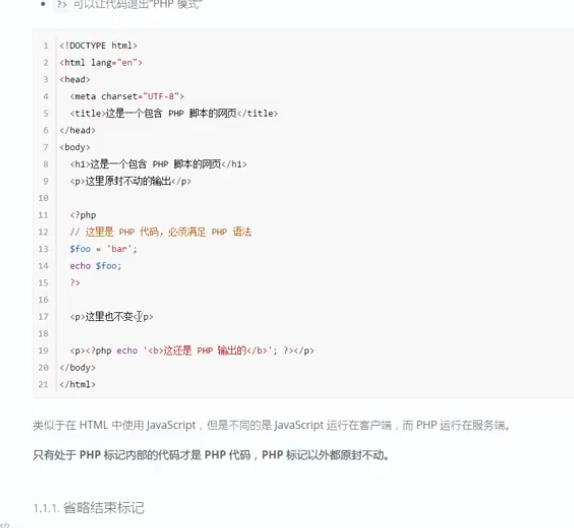 ?> 可以让代码退出“PHP 模式”
1 <!DOCTYPE html>
2 <html lang="en">
3 <head>
4 <meta charset="UTF-8">
5 <title>这是一个包含 PHP 脚本的网页</title>
6 </head>
7 <body>
8 <h1>这是一个包含 PHP 脚本的网页</h1>
9 <p>这里原封不动的输出</p>
10
11 <?php
12 // 这里是 PHP 代码，必须满足 PHP 语法
13 $foo = 'bar';
14 echo $foo;
15 ?>
16
17 <p>这里也不变</p>
18
19 <p><?php echo '<b>这还是 PHP 输出的</b>'; ?></p>
20 </body>
21 </html>
类似于在 HTML 中使用 JavaScript，但是不同的是 JavaScript 运行在客户端，而 PHP 运行在服务端。
只有处于 PHP 标记内部的代码才是 PHP 代码，PHP 标记以外都原封不动。
1.1.1. 省略结束标记